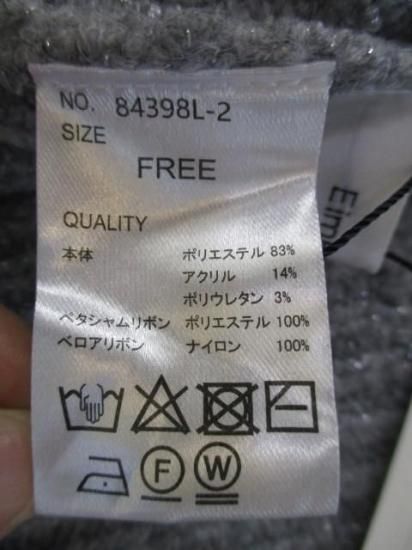 NO. 84398L-2
SIZE
FREE
QUALITY
本体 ポリエステル 83%
アクリル 14%
ポリウレタン 3%
ペタシャムリボン ポリエステル 100%
ベロアリボン ナイロン 100%
F W
Eim